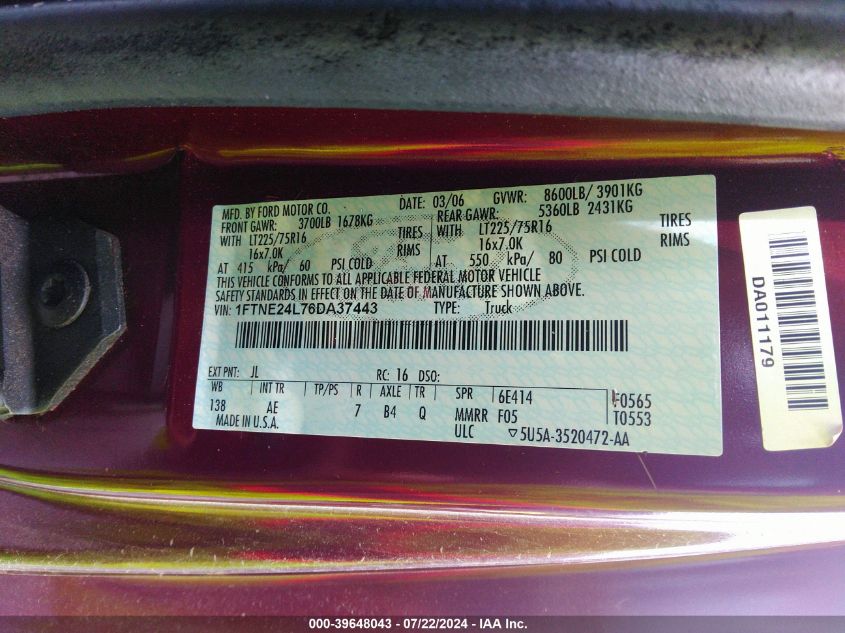 MFD. BY FORD MOTOR CO. DATE: 03/06 GVWR: 8600LB/ 3901KG
FRONT GAWR: 3700LB 1678KG REAR GAWR: 5360LB 2431KG
WITH LT225/75R16 TIRES WITH LT225/75R16 TIRES
16x7.0K RIMS 16x7.0K RIMS
AT 415 kPa/ 60 PSI COLD AT 550 kPa/ 80 PSI COLD
THIS VEHICLE CONFORMS TO ALL APPLICABLE FEDERAL MOTOR VEHICLE
SAFETY STANDARDS IN EFFECT ON THE DATE OF MANUFACTURE SHOWN ABOVE.
VIN: 1FTNE24L76DA37443 TYPE: Truck
EXT PNT: JL RC: 16 DSO:
WB INT TR TP/PS R AXLE TR SPR 6E414 F0565
138 AE 7 B4 Q MMRR F05 T0553
MADE IN U.S.A. ULC ▽5U5A-3520472-AA
DA011179
000-39648043 - 07/22/2024 - IAA Inc.